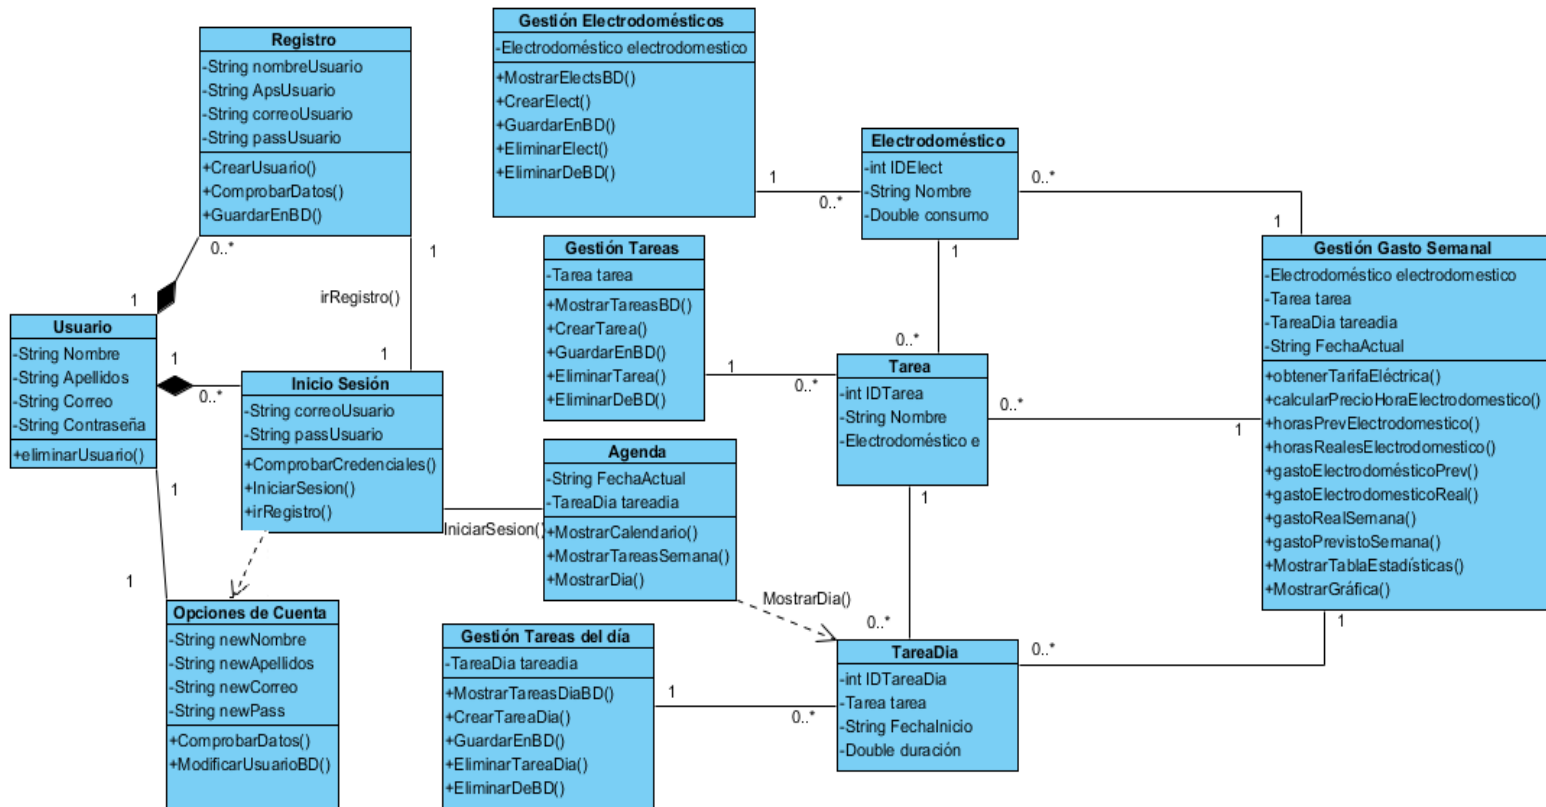 Registro
-String nombreUsuario
-String ApsUsuario
-String correoUsuario
-String passUsuario
+CrearUsuario()
+ComprobarDatos()
+GuardarEnBD()
0..*
1
1
irRegistro()
1
Usuario
-String Nombre
-String Apellidos
-String Correo
-String Contraseña
+eliminarUsuario()
1
0..*
1
1
Inicio Sesión
-String correoUsuario
-String passUsuario
+ComprobarCredenciales()
+IniciarSesion()
+irRegistro()
IniciarSesion()
Opciones de Cuenta
-String newNombre
-String newApellidos
-String newCorreo
-String newPass
+ComprobarDatos()
+ModificarUsuarioBD()
Gestión Electrodomésticos
-Electrodoméstico electrodomestico
+MostrarElectsBD()
+CrearElect()
+GuardarEnBD()
+EliminarElect()
+EliminarDeBD()
1
0..*
Gestión Tareas
-Tarea tarea
+MostrarTareasBD()
+CrearTarea()
+GuardarEnBD()
+EliminarTarea()
+EliminarDeBD()
1
0..*
Agenda
-String FechaActual
-TareaDia tareadia
+MostrarCalendario()
+MostrarTareasSemana()
+MostrarDia()
MostrarDia()
Gestión Tareas del día
-TareaDia tareadia
+MostrarTareasDiaBD()
+CrearTareaDia()
+GuardarEnBD()
+EliminarTareaDia()
+EliminarDeBD()
1
0..*
Electrodoméstico
-int IDElect
-String Nombre
-Double consumo
0..*
1
1
0..*
Tarea
-int IDTarea
-String Nombre
-Electrodoméstico e
0..*
1
1
0..*
TareaDia
-int IDTareaDia
-Tarea tarea
-String FechaInicio
-Double duración
0..*
1
Gestión Gasto Semanal
-Electrodoméstico electrodomestico
-Tarea tarea
-TareaDia tareadia
-String FechaActual
+obtenerTarifaEléctrica()
+calcularPrecioHoraElectrodomestico()
+horasPrevElectrodomestico()
+horasRealesElectrodomestico()
+gastoElectrodomésticoPrev()
+gastoElectrodomesticoReal()
+gastoRealSemana()
+gastoPrevistoSemana()
+MostrarTablaEstadísticas()
+MostrarGráfica()